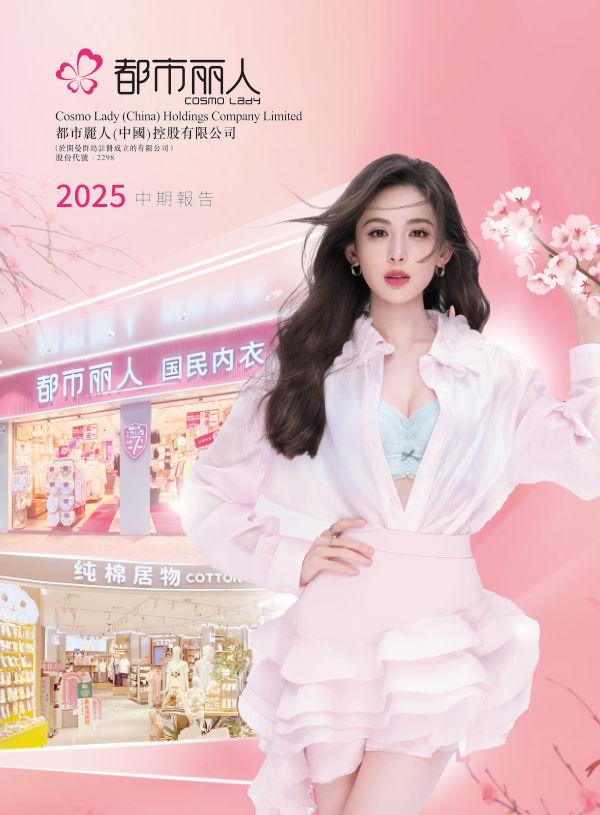 都市丽人
COSMO LADY
Cosmo Lady (China) Holdings Company Limited
都市麗人(中國)控股有限公司
(於開曼群島註冊成立的有限公司)
股份代號：2298
2025 中期報告
都市丽人 国民内衣
纯棉居物 COTTON